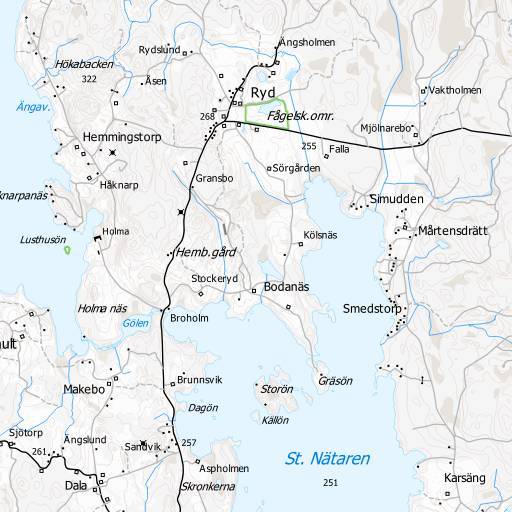 Ängsholmen
Rydslund
Hökabacken
322
Åsen
Ryd
Vaktholmen
Ängav.
268
Fågelsk.omr.
Mjölnarebo
Hemmingstorp
255
Falla
Sörgården
Håknarp
Gransbo
knarpanäs
Simudden
Lusthusön
Holma
Kölsnäs
Mårtensdrätt
Hemb.gård
Stockeryd
Bodanäs
Holma näs
Gölen
Broholm
Smedstorp
ult
Makebo
Brunnsvik
Storön
Gräsön
Dagön
Källön
Sjötorp
Ängslund
261
Sandvik
257
St. Nätaren
251
Aspholmen
Dala
Skronkerna
Karsäng